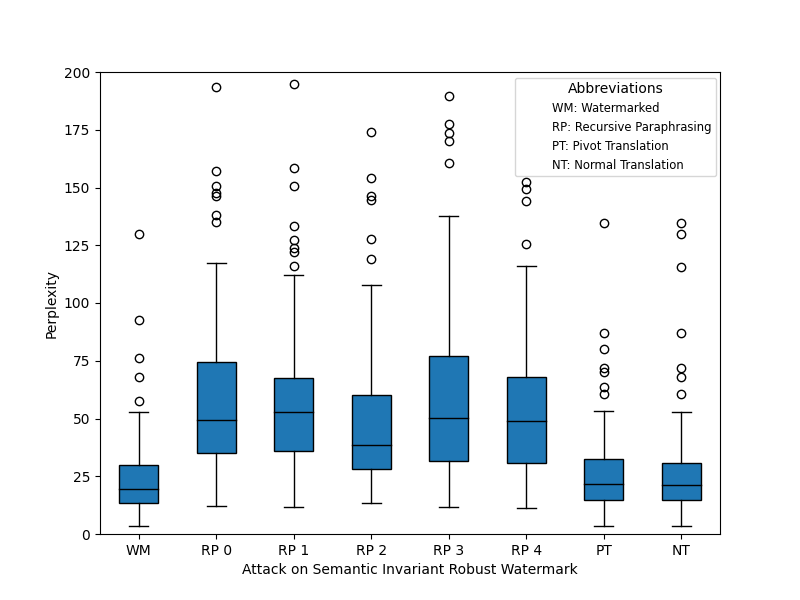 200
175
150
125
100
75
50
25
0
Perplexity
Abbreviations
WM: Watermarked
RP: Recursive Paraphrasing
PT: Pivot Translation
NT: Normal Translation
WM RP 0 RP 1 RP 2 RP 3 RP 4 PT NT
Attack on Semantic Invariant Robust Watermark